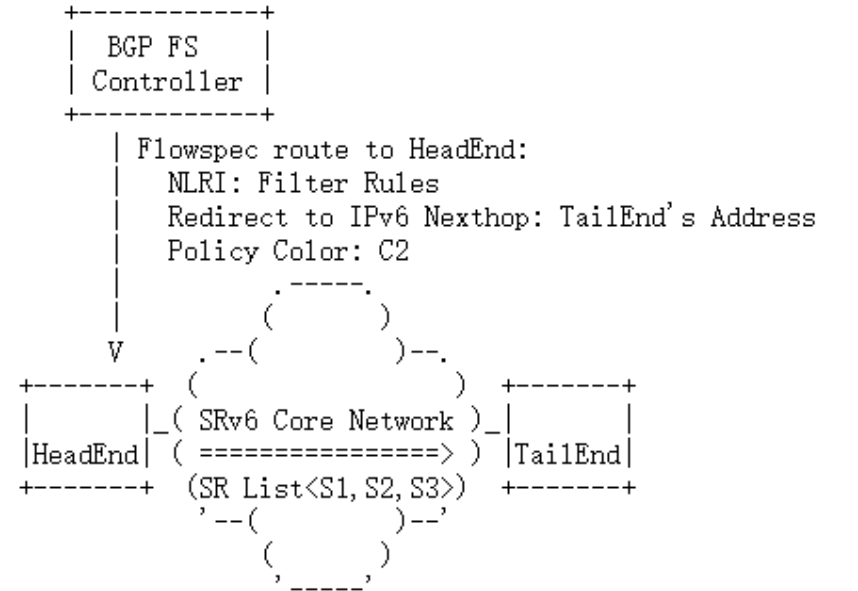 BGP FS
Controller
Flowspec route to HeadEnd:
NLRI: Filter Rules
Redirect to IPv6 Nexthop: TailEnd's Address
Policy Color: C2
V
SRv6 Core Network
HeadEnd
================>
TailEnd
(SR List<S1,S2,S3>)